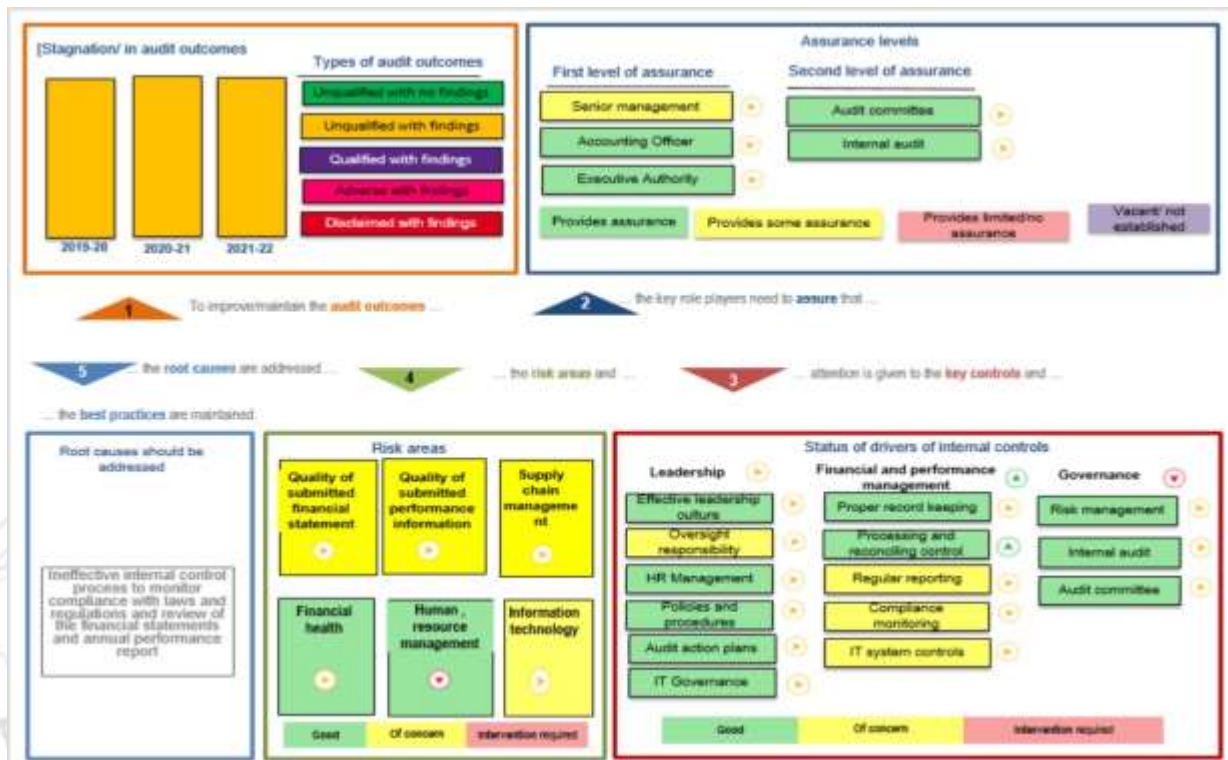 [Stagnation/ in audit outcomes
2019-20
2020-21
2021-22
Types of audit outcomes
Unqualified with no findings
Unqualified with findings
Qualified with findings
Adverse with findings
Disclaimed with findings
Assurance levels
First level of assurance
Senior management
Accounting Officer
Executive Authority
Second level of assurance
Audit committee
Internal audit
Provides assurance
Provides some assurance
Provides limited/no
assurance
Vacant/ not
established
1
To improve/maintain the audit outcomes ...
2
... the key role players need to assure that ...
5
... the root causes are addressed ...
4
... the risk areas and ...
3
... attention is given to the key controls and ...
... the best practices are maintained.
Root causes should be
addressed
Ineffective internal control
process to monitor
compliance with laws and
regulations and review of
the financial statements
and annual performance
report
Risk areas
Quality of
submitted
financial
statement
Quality of
submitted
performance
information
Supply
chain
manageme
nt
Financial
health
Human ,
resource
management
Information
technology
Good
Of concern
Intervention required
Status of drivers of internal controls
Leadership
Effective leadership
culture
Oversight
responsibility
HR Management
Policies and
procedures
Audit action plans
IT Governance
Financial and performance
management
Proper record keeping
Processing and
reconciling control
Regular reporting
Compliance
monitoring
IT system controls
Governance
Risk management
Internal audit
Audit committee
Good
Of concern
Intervention required